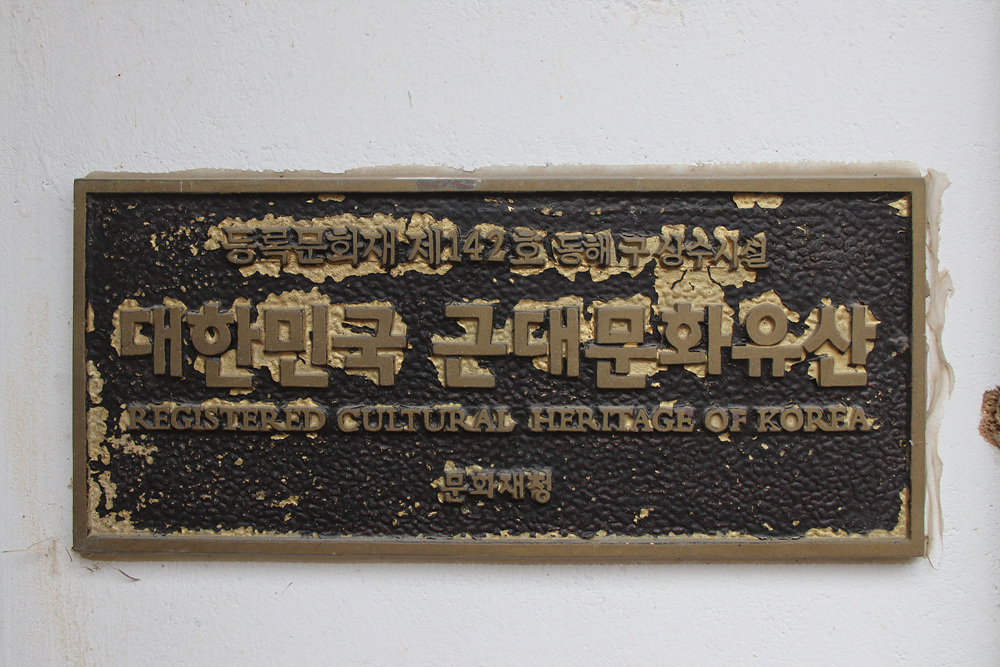 등록문화재 제142호 동해 구 상수시설
대한민국 근대문화유산
REGISTERED CULTURAL HERITAGE OF KOREA
문화재청